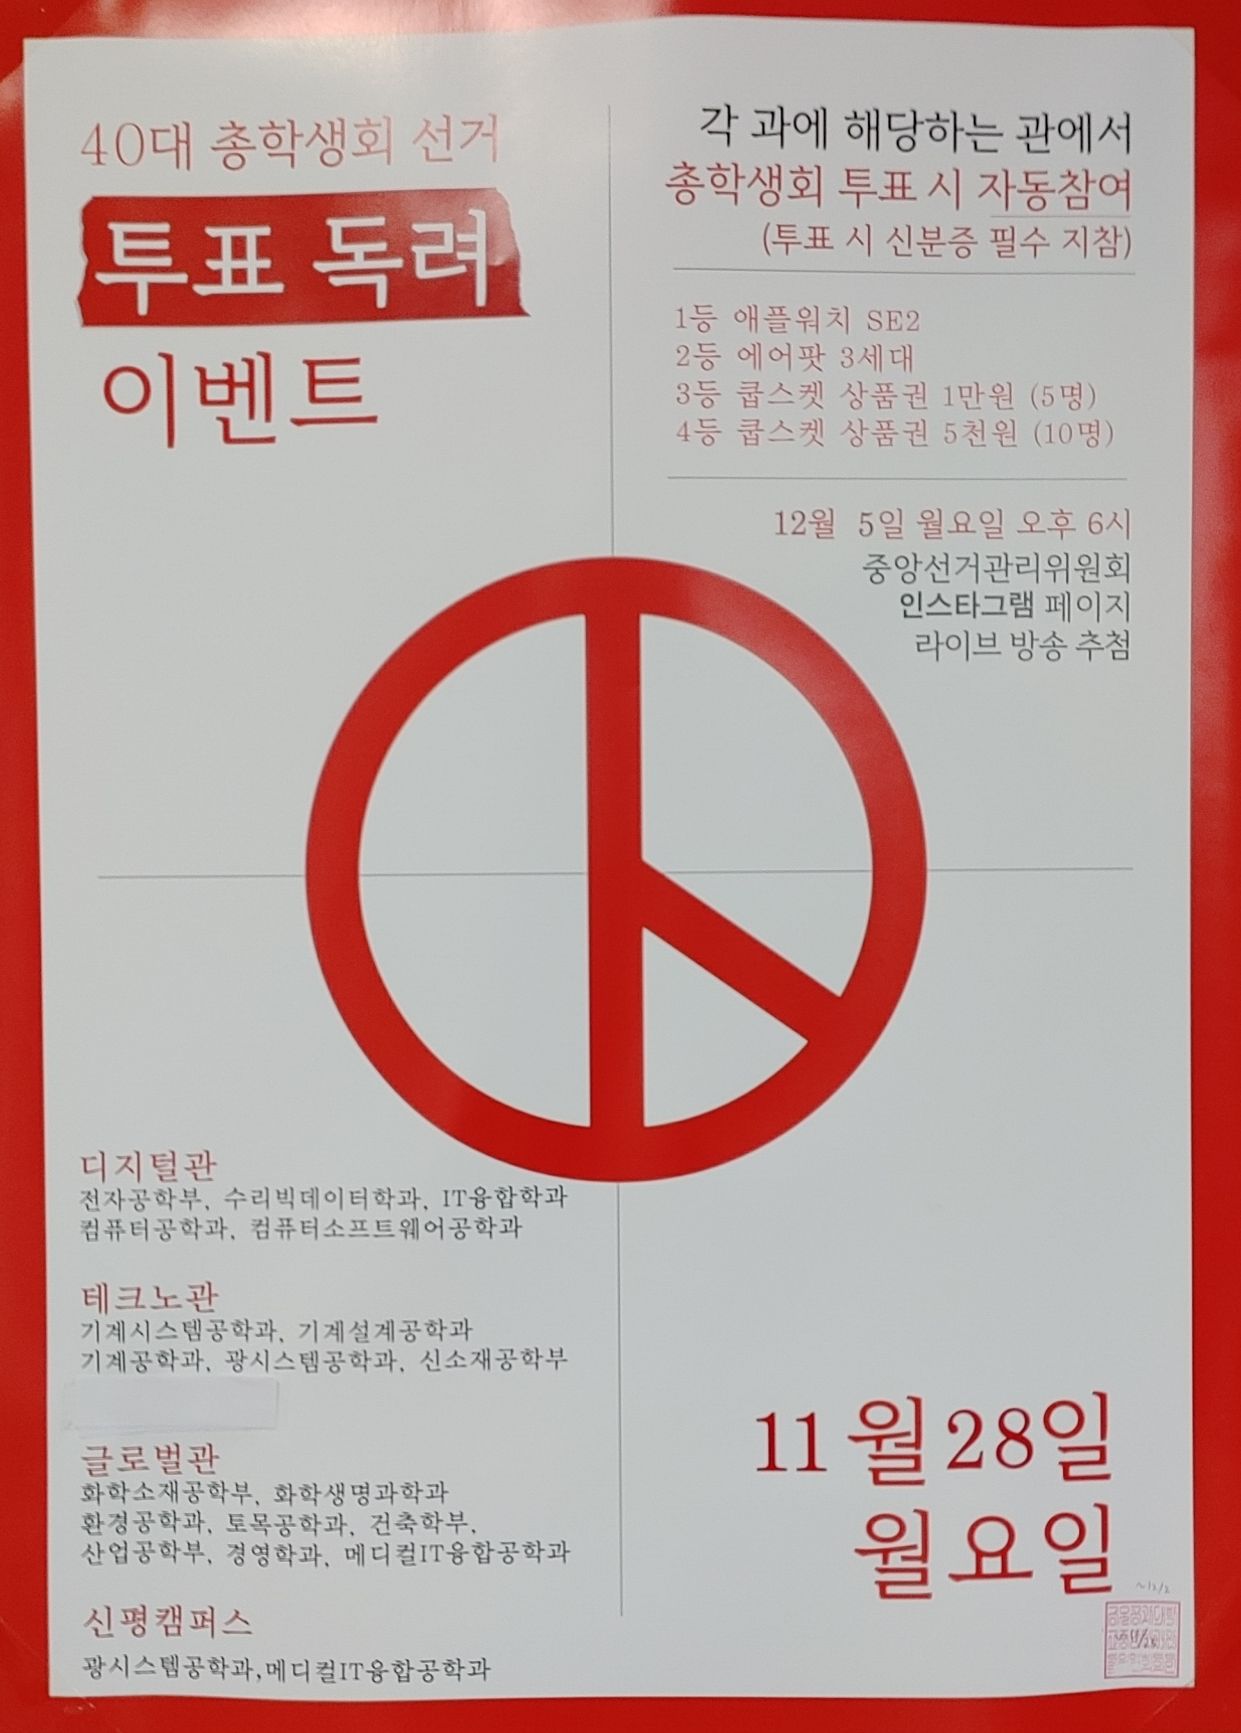 40대 총학생회 선거
투표 독려
이벤트
각 과에 해당하는 관에서
총학생회 투표 시 자동참여
(투표 시 신분증 필수 지참)
1등 애플워치 SE2
2등 에어팟 3세대
3등 쿱스켓 상품권 1만원 (5명)
4등 쿱스켓 상품권 5천원 (10명)
12월 5일 월요일 오후 6시
중앙선거관리위원회
인스타그램 페이지
라이브 방송 추첨
디지털관
전자공학부, 수리빅데이터학과, IT융합학과
컴퓨터공학과, 컴퓨터소프트웨어공학과
테크노관
기계시스템공학과, 기계설계공학과
기계공학과, 광시스템공학과, 신소재공학부
글로벌관
화학소재공학부, 화학생명과학과
환경공학과, 토목공학과, 건축학부,
산업공학부, 경영학과, 메디컬IT융합공학과
신평캠퍼스
광시스템공학과,메디컬IT융합공학과
11월 28일
월요일
~12/2